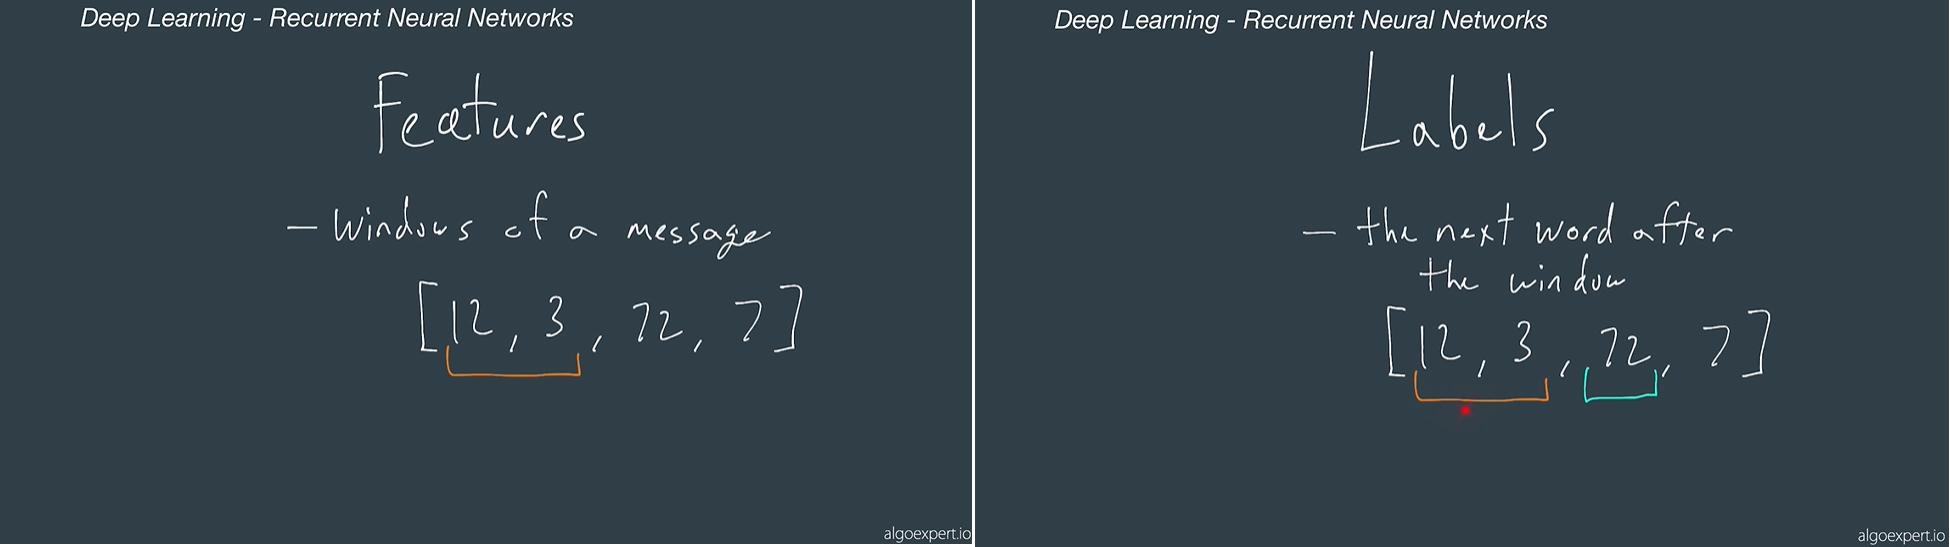 Deep Learning - Recurrent Neural Networks
Features
- Windows of a message
[12, 3, 72, 7]
algoexpert.io
Deep Learning - Recurrent Neural Networks
Labels
- the next word after
the window
[12, 3, 72, 7]
algoexpert.io